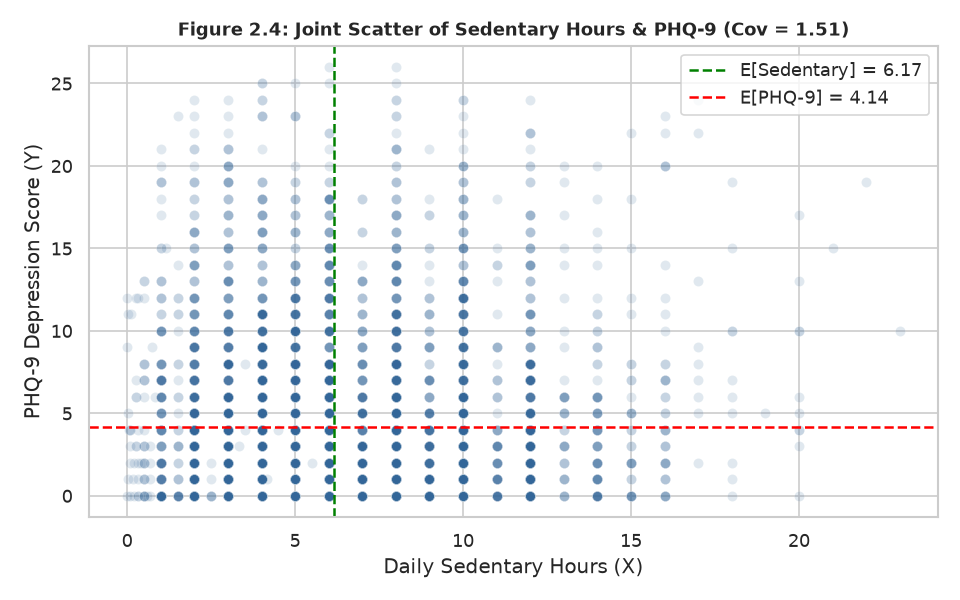 Figure 2.4: Joint Scatter of Sedentary Hours & PHQ-9 (Cov = 1.51)
E[Sedentary] = 6.17
E[PHQ-9] = 4.14
PHQ-9 Depression Score (Y)
25
20
15
10
5
0
0 5 10 15 20
Daily Sedentary Hours (X)